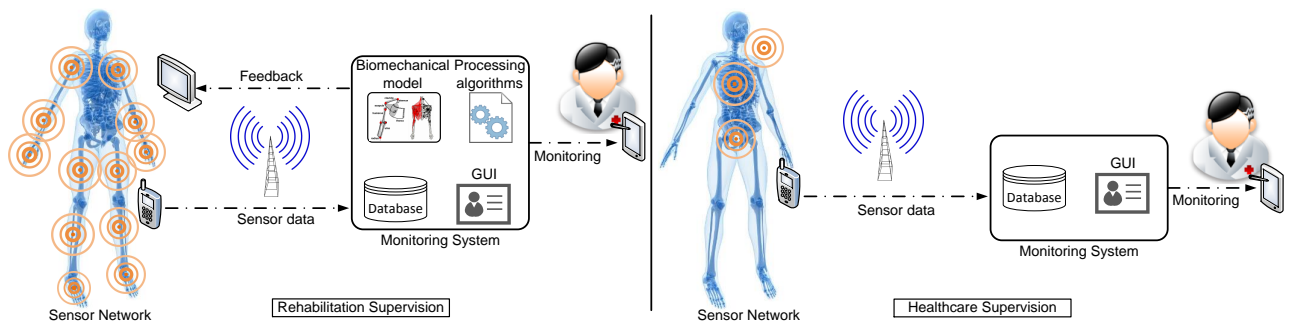 Feedback
Biomechanical
model
Processing
algorithms
Monitoring
GUI
Database
Sensor data
Monitoring System
Sensor Network
Rehabilitation Supervision
Sensor data
GUI
Database
Monitoring
Monitoring System
Sensor Network
Healthcare Supervision